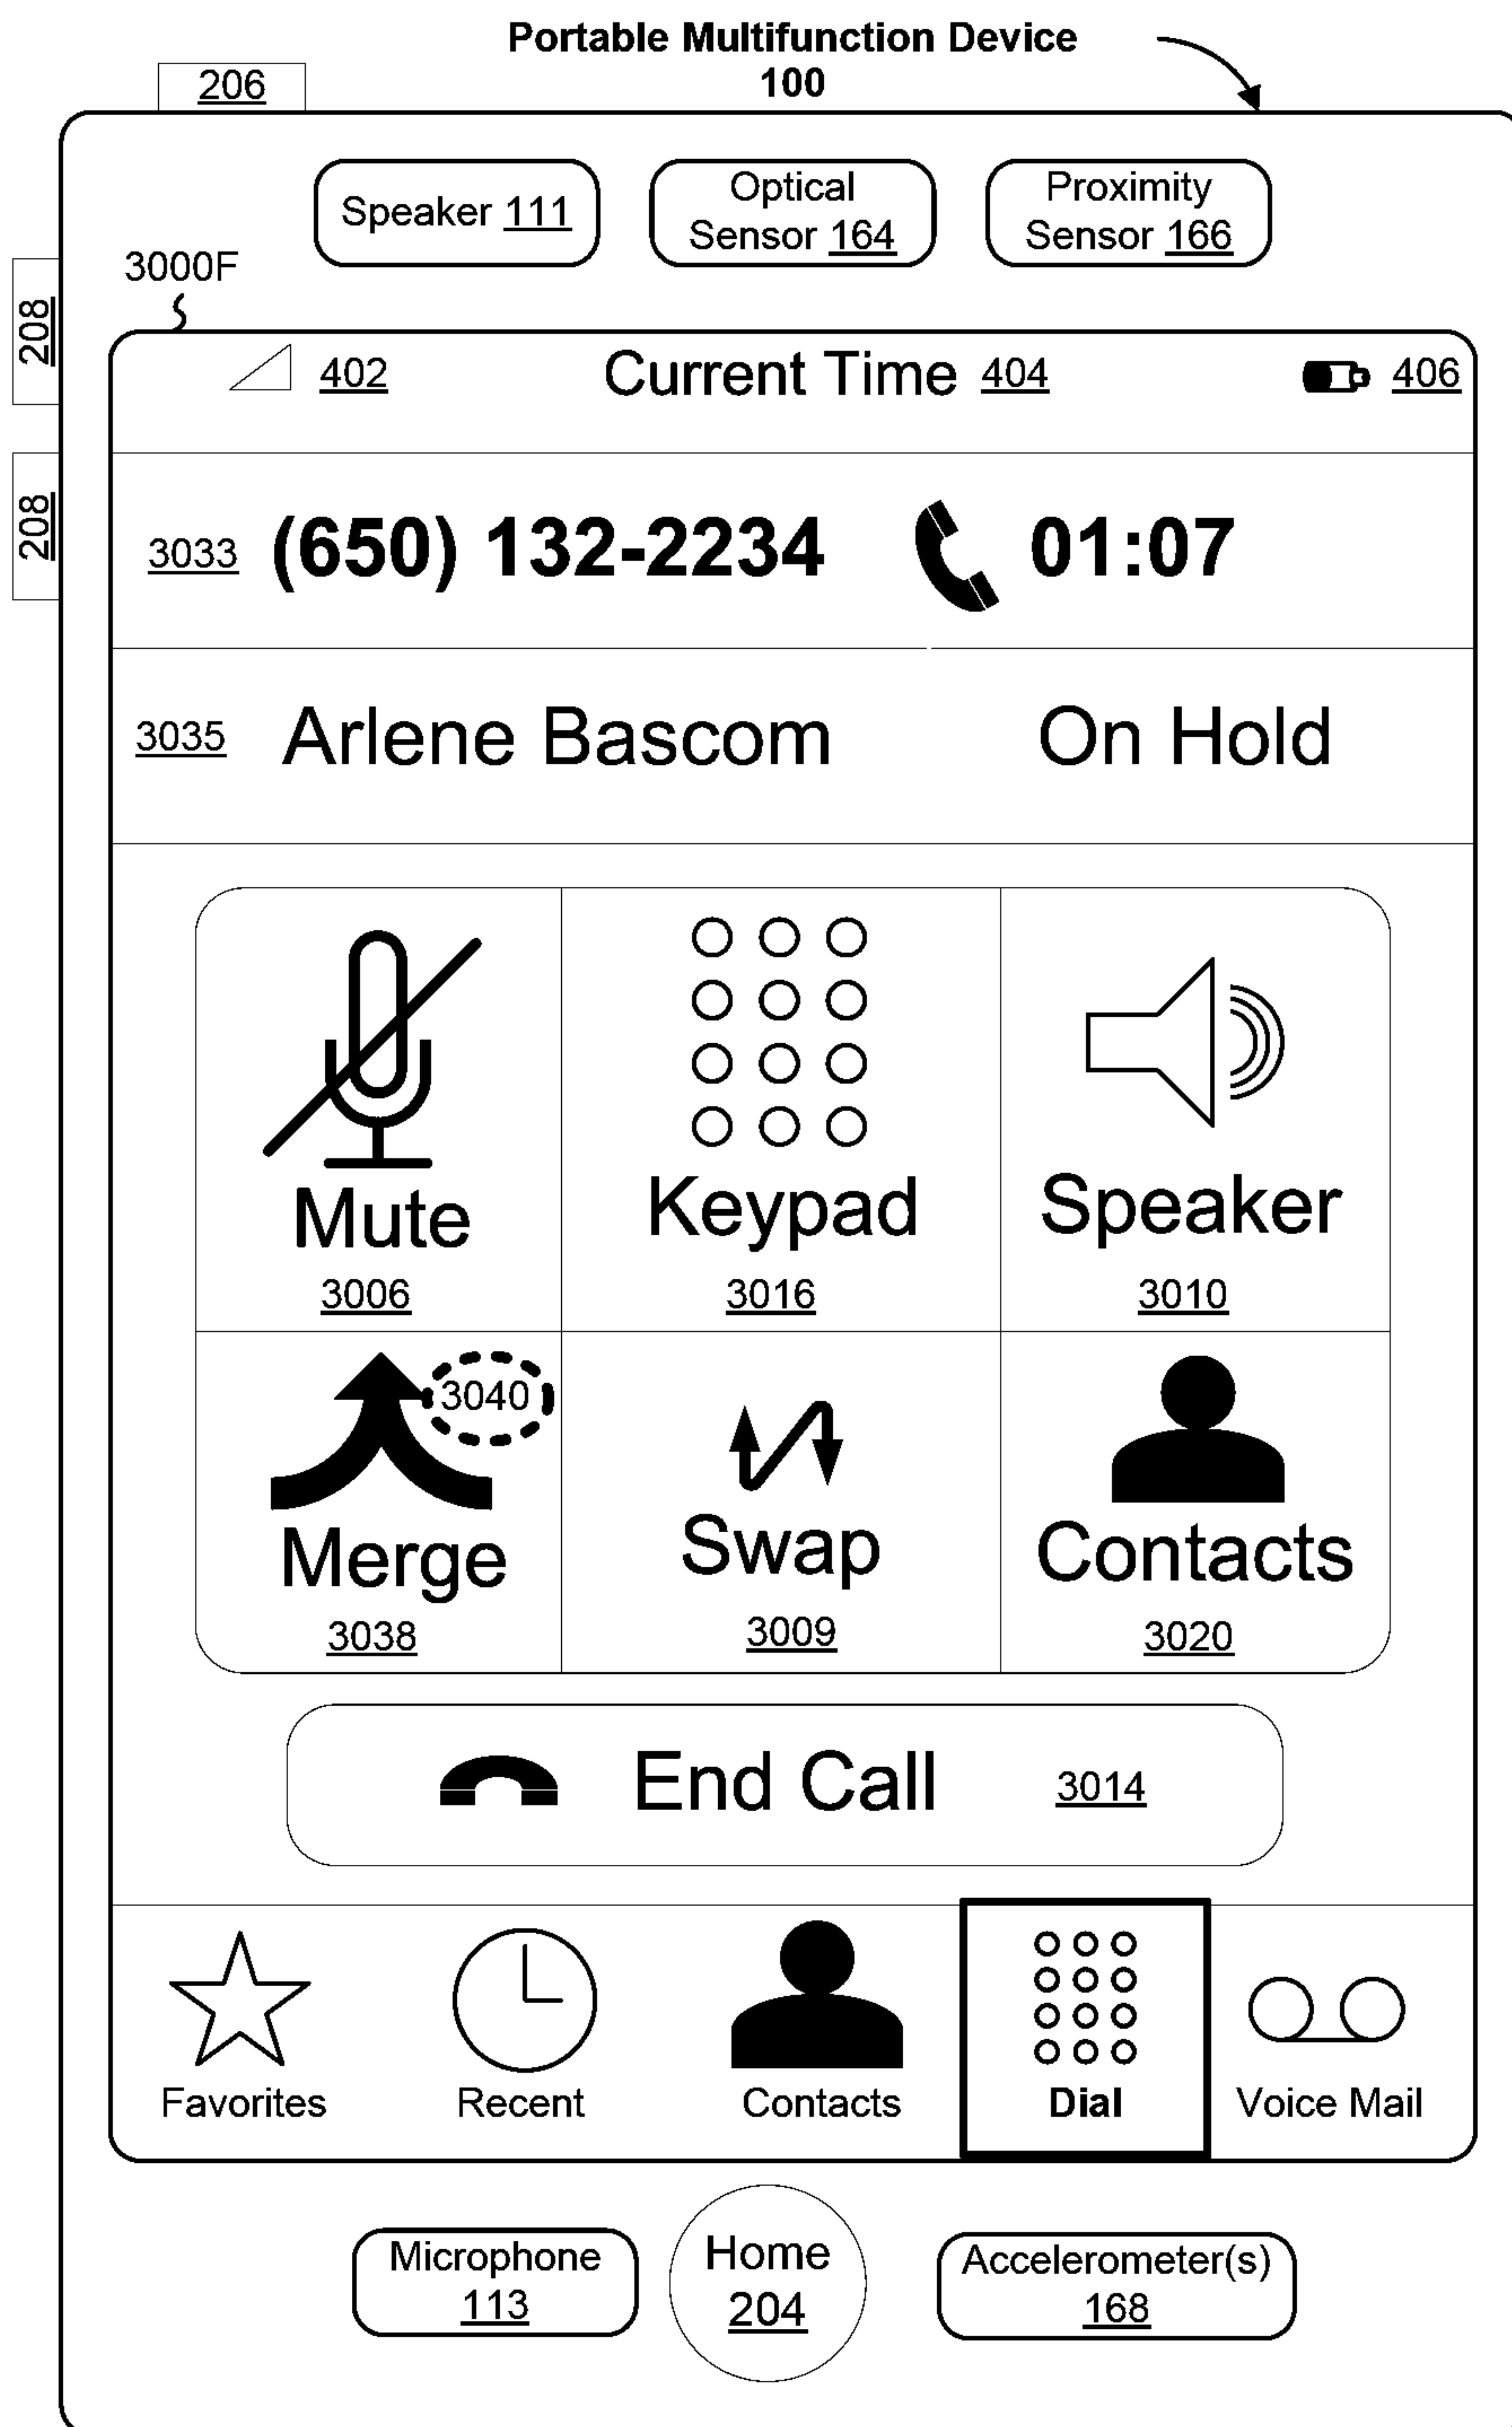 Portable Multifunction Device
100
206
Speaker 111
Optical
Sensor 164
Proximity
Sensor 166
3000F
208
402 Current Time 404 406
208
3033 (650) 132-2234 01:07
3035 Arlene Bascom On Hold
Mute
3006
Keypad
3016
Speaker
3010
3040
Merge
3038
Swap
3009
Contacts
3020
End Call 3014
Favorites
Recent
Contacts
Dial
Voice Mail
Microphone
113
Home
204
Accelerometer(s)
168